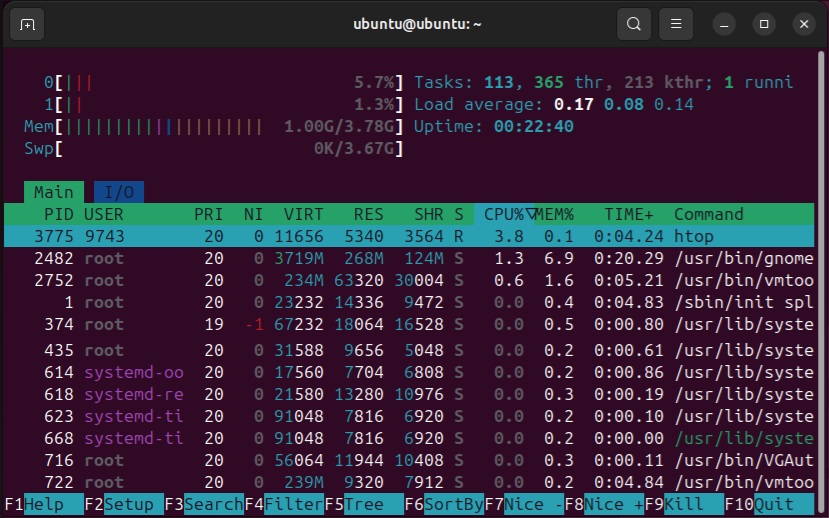 ubuntu@ubuntu: ~
0[||| 5.7%] Tasks: 113, 365 thr, 213 kthr; 1 runni
1[|| 1.3%] Load average: 0.17 0.08 0.14
Mem[|||||||||||||||||||| 1.00G/3.78G] Uptime: 00:22:40
Swp[ 0K/3.67G]
Main I/O
PID USER PRI NI VIRT RES SHR S CPU%▽MEM% TIME+ Command
3775 9743 20 0 11656 5340 3564 R 3.8 0.1 0:04.24 htop
2482 root 20 0 3719M 268M 124M S 1.3 6.9 0:20.29 /usr/bin/gnome
2752 root 20 0 234M 63320 30004 S 0.6 1.6 0:05.21 /usr/bin/vmtoo
1 root 20 0 23232 14336 9472 S 0.0 0.4 0:04.83 /sbin/init spl
374 root 19 -1 67232 18064 16528 S 0.0 0.5 0:00.80 /usr/lib/syste
435 root 20 0 31588 9656 5048 S 0.0 0.2 0:00.61 /usr/lib/syste
614 systemd-oo 20 0 17560 7704 6808 S 0.0 0.2 0:00.86 /usr/lib/syste
618 systemd-re 20 0 21580 13280 10976 S 0.0 0.3 0:00.19 /usr/lib/syste
623 systemd-ti 20 0 91048 7816 6920 S 0.0 0.2 0:00.10 /usr/lib/syste
668 systemd-ti 20 0 91048 7816 6920 S 0.0 0.2 0:00.00 /usr/lib/syste
716 root 20 0 56064 11944 10408 S 0.0 0.3 0:00.11 /usr/bin/VGAut
722 root 20 0 239M 9320 7912 S 0.0 0.2 0:04.84 /usr/bin/vmtoo
F1Help F2Setup F3SearchF4FilterF5Tree F6SortByF7Nice -F8Nice +F9Kill F10Quit